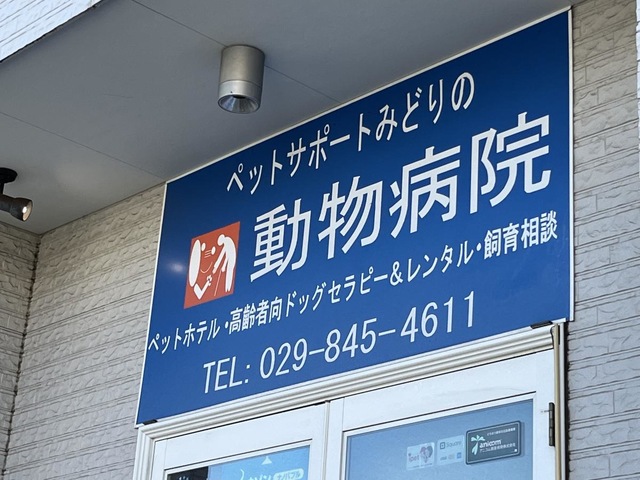 ペットサポートみどりの
動物病院
ペットホテル・高齢者向ドッグセラピー&レンタル・飼育相談
TEL: 029-845-4611
anicom